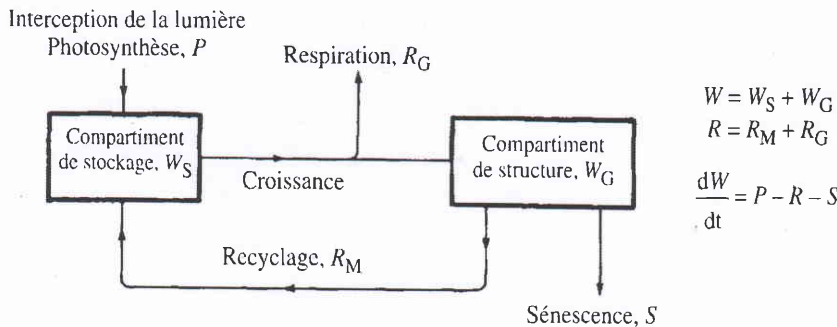 Interception de la lumière
Photosynthèse, P
Respiration, R_G
Compartiment
de stockage, W_S
Croissance
Compartiment
de structure, W_G
Recyclage, R_M
Sénescence, S
W = W_S + W_G
R = R_M + R_G
dW/dt = P − R − S